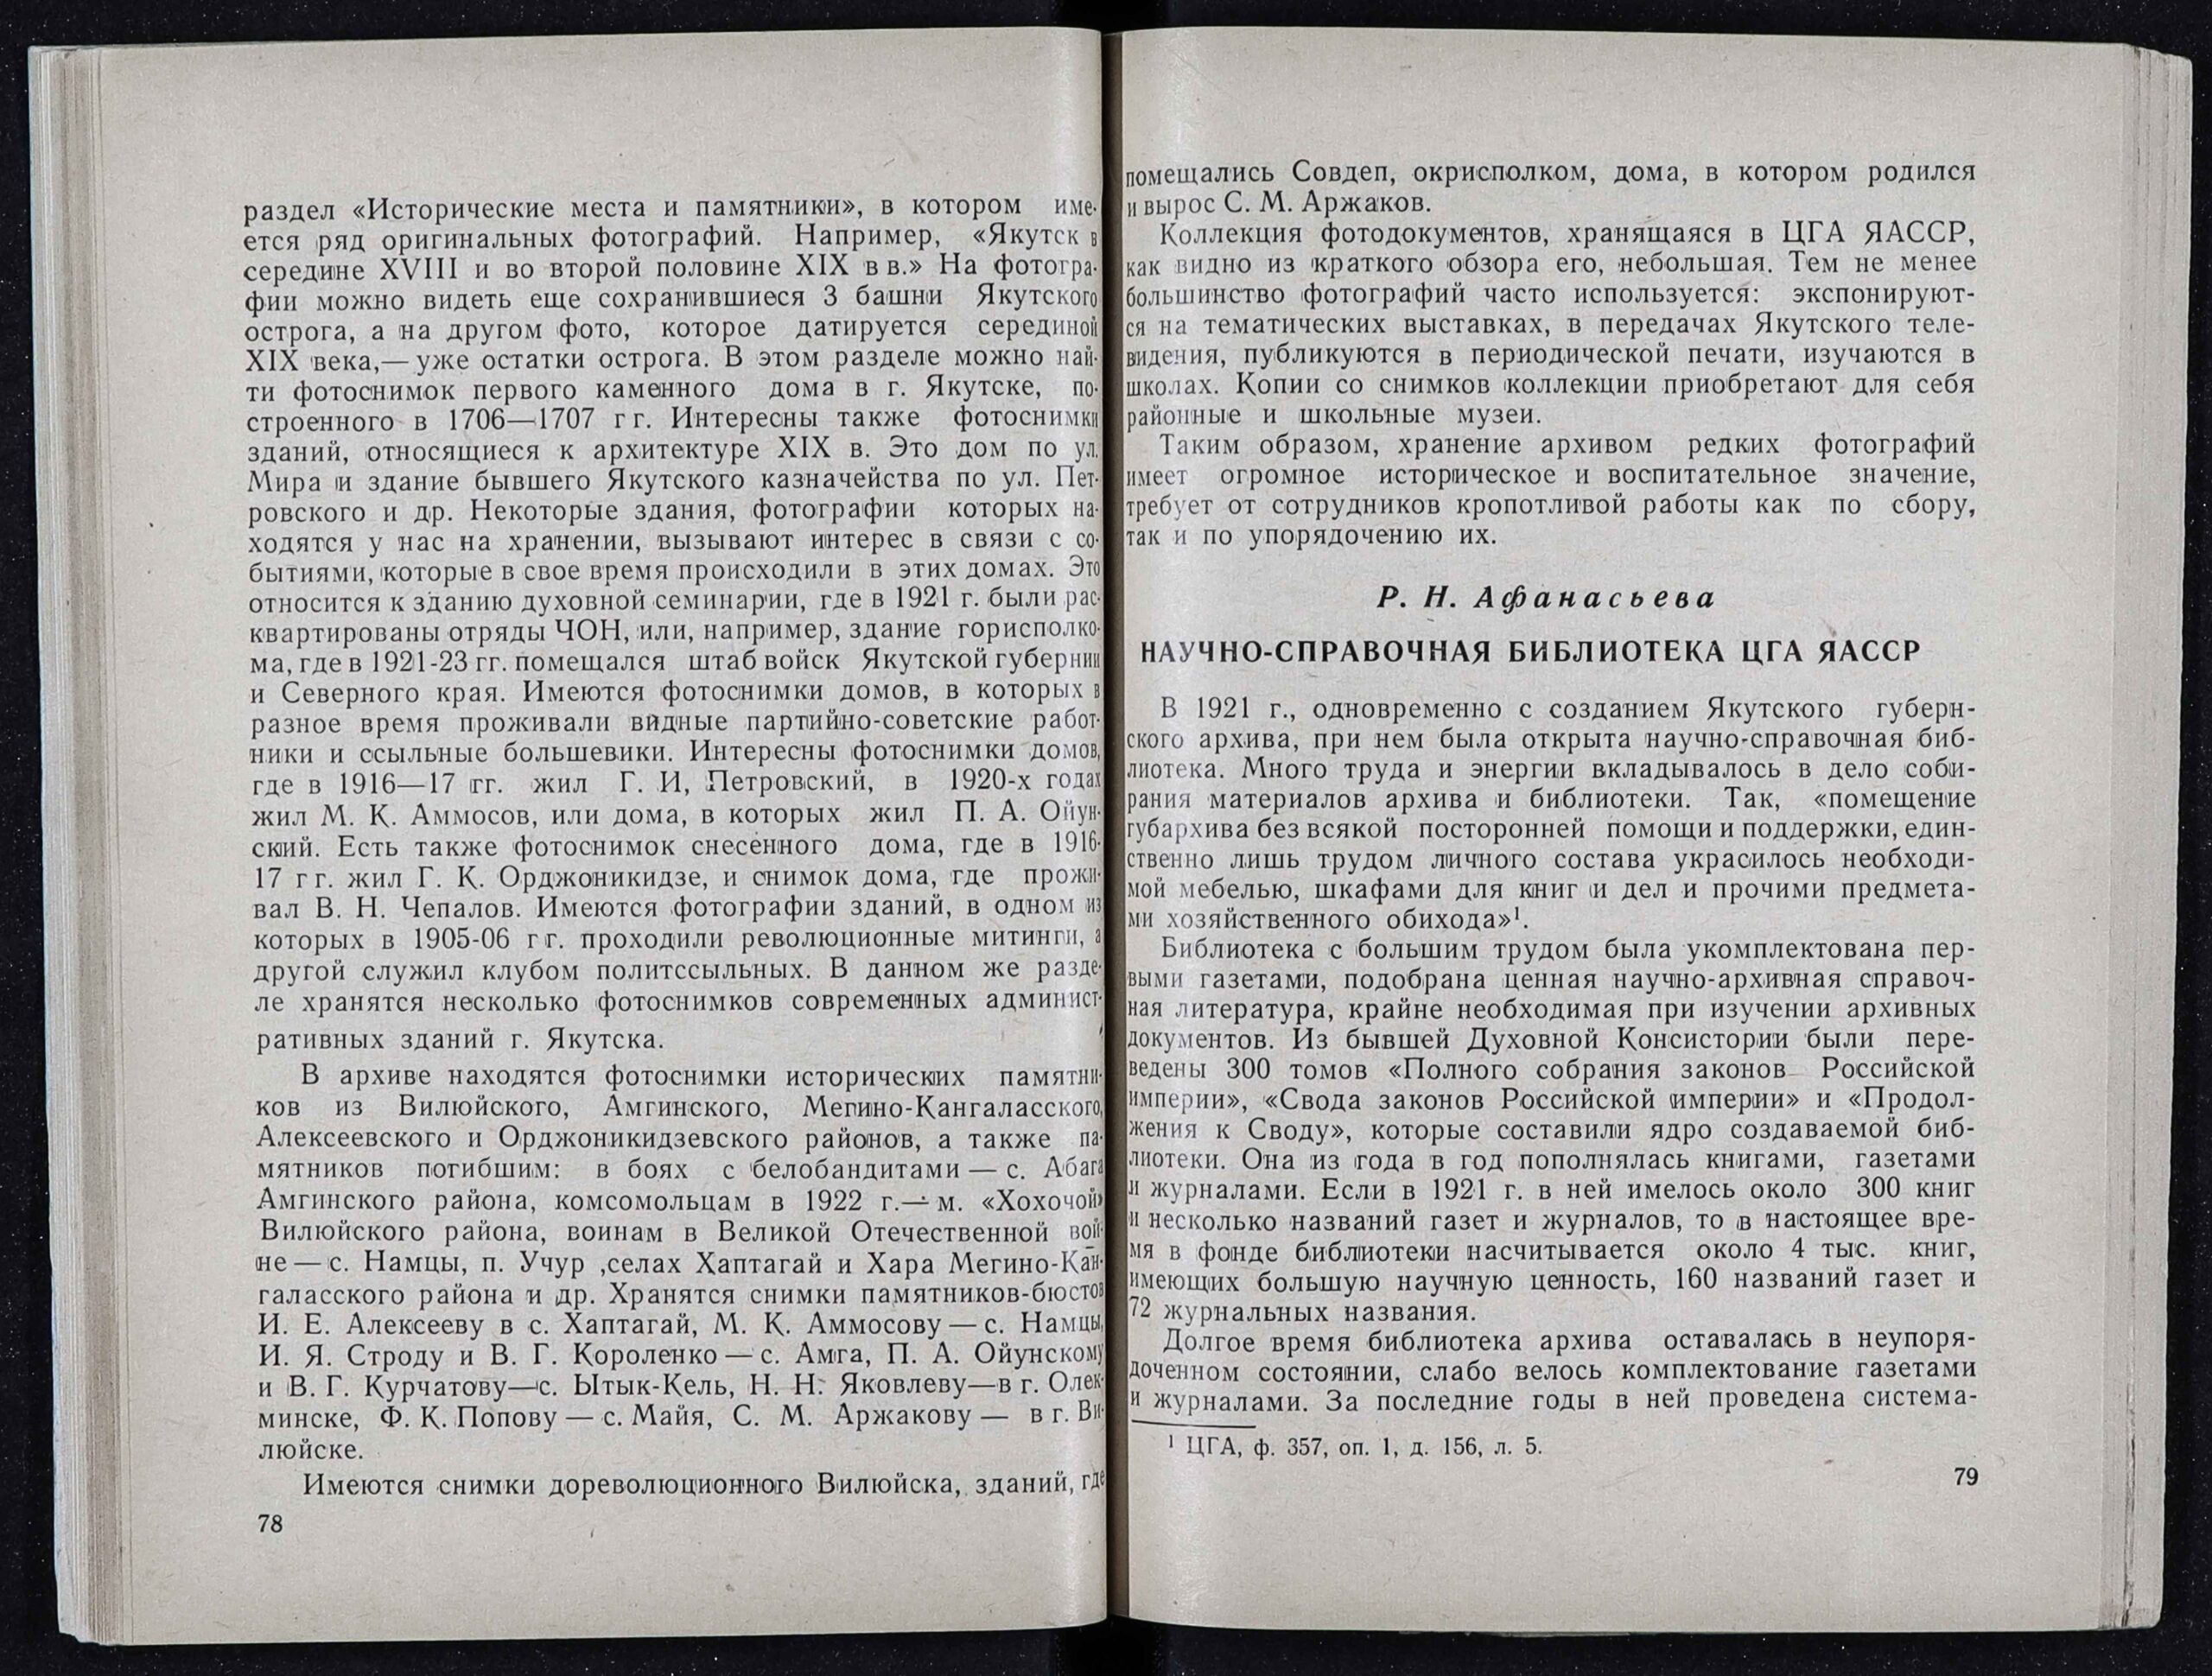 раздел «Исторические места и памятники», в котором име-
ется ряд оригинальных фотографий. Например, «Якутск в
середине XVIII и во второй половине XIX в в.» На фотогра-
фии можно видеть еще сохранившиеся 3 башни Якутского
острога, а на другом фото, которое датируется серединой
XIX века,— уже остатки острога. В этом разделе можно най-
ти фотоснимок первого каменного дома в г. Якутске, по-
строенного в 1706—1707 г г. Интересны также фотоснимки
зданий, относящиеся к архитектуре XIX в. Это дом по ул.
Мира и здание бывшего Якутского казначейства по ул. Пет-
ровского и др. Некоторые здания, фотографии которых на-
ходятся у нас на хранении, вызывают интерес в связи с со-
бытиями, которые в свое время происходили в этих домах. Это
относится к зданию духовной семинарии, где в 1921 г. были рас-
квартированы отряды ЧОН, или, например, здание горисполко-
ма, где в 1921-23 гг. помещался штаб войск Якутской губернии
и Северного края. Имеются фотоснимки домов, в которых в
разное время проживали видные партийно-советские работ-
ники и ссыльные большевики. Интересны фотоснимки домов,
где в 1916—17 гг. жил Г. И, Петровский, в 1920-х годах
жил М. К. Аммосов, или дома, в которых жил П. А. Ойун-
ский. Есть также фотоснимок снесенного дома, где в 1916-
17 г г. жил Г. К. Орджоникидзе, и снимок дома, где прожи-
вал В. Н. Чепалов. Имеются фотографии зданий, в одном из
которых в 1905-06 г г. проходили революционные митинги, а
другой служил клубом политссыльных. В данном же разде-
ле хранятся несколько фотоснимков современных админист-
ративных зданий г. Якутска.
В архиве находятся фотоснимки исторических памятни-
ков из Вилюйского, Амгинского, Мегино-Кангаласского,
Алексеевского и Орджоникидзевского районов, а также па-
мятников погибшим: в боях с белобандитами — с. Абага
Амгинского района, комсомольцам в 1922 г.— м. «Хохочой»
Вилюйского района, воинам в Великой Отечественной вой-
не — с. Намцы, п. Учур ,селах Хаптагай и Хара Мегино-Кан-
галасского района и др. Хранятся снимки памятников-бюстов
И. Е. Алексееву в с. Хаптагай, М. К. Аммосову — с. Намцы,
И. Я. Строду и В. Г. Короленко — с. Амга, П. А. Ойунскому
и В. Г. Курчатову—с. Ытык-Кель, Н. Н. Яковлеву—в г. Олек-
минске, Ф. К. Попову — с. Майя, С. М. Аржакову — в г. Ви-
люйске.
Имеются снимки дореволюционного Вилюйска, зданий, где
78
помещались Совдеп, окрисполком, дома, в котором родился
и вырос С. М. Аржаков.
Коллекция фотодокументов, хранящаяся в ЦГА ЯАССР,
как видно из краткого обзора его, небольшая. Тем не менее
большинство фотографий часто используется: экспонируют-
ся на тематических выставках, в передачах Якутского теле-
видения, публикуются в периодической печати, изучаются в
школах. Копии со снимков коллекции приобретают для себя
районные и школьные музеи.
Таким образом, хранение архивом редких фотографий
имеет огромное историческое и воспитательное значение,
требует от сотрудников кропотливой работы как по сбору,
так и по упорядочению их.
Р. Н. Афанасьева
НАУЧНО-СПРАВОЧНАЯ БИБЛИОТЕКА ЦГА ЯАССР
В 1921 г., одновременно с созданием Якутского губерн-
ского архива, при нем была открыта научно-справочная биб-
лиотека. Много труда и энергии вкладывалось в дело соби-
рания материалов архива и библиотеки. Так, «помещение
губархива без всякой посторонней помощи и поддержки, един-
ственно лишь трудом личного состава украсилось необходи-
мой мебелью, шкафами для книг и дел и прочими предмета-
ми хозяйственного обихода»¹.
Библиотека с большим трудом была укомплектована пер-
выми газетами, подобрана ценная научно-архивная справоч-
ная литература, крайне необходимая при изучении архивных
документов. Из бывшей Духовной Консистории были пере-
ведены 300 томов «Полного собрания законов Российской
империи», «Свода законов Российской империи» и «Продол-
жения к Своду», которые составили ядро создаваемой биб-
лиотеки. Она из года в год пополнялась книгами, газетами
и журналами. Если в 1921 г. в ней имелось около 300 книг
и несколько названий газет и журналов, то в настоящее вре-
мя в фонде библиотеки насчитывается около 4 тыс. книг,
имеющих большую научную ценность, 160 названий газет и
72 журнальных названия.
Долгое время библиотека архива оставалась в неупоря-
доченном состоянии, слабо велось комплектование газетами
и журналами. За последние годы в ней проведена система-
¹ ЦГА, ф. 357, оп. 1, д. 156, л. 5.
79